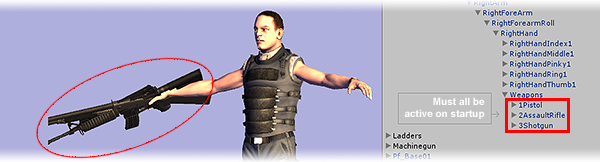 RightArm
RightForeArm
RightForearmRoll
RightHand
RightHandIndex1
RightHandMiddle1
RightHandPinky1
RightHandRing1
RightHandThumb1
Weapons
Must all be
active on startup
1Pistol
2AssaultRifle
3Shotgun
Ladders
Machinegun
Pf_Base01